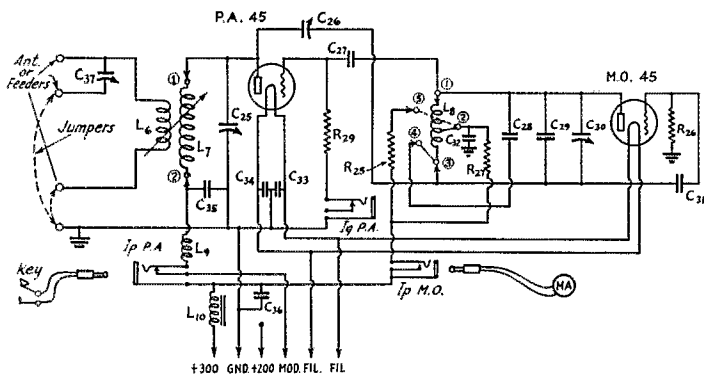 P.A. 45
C26
C27
M.O. 45
Ant. or Feeders
C37
Jumpers
L6
L7
①
②
C25
C35
C34
C33
R29
Ig P.A.
L8
①
②
③
④
⑤
C32
R25
R27
C28
C29
C30
R26
C31
Key
Ip P.A
L9
L10
C36
Ip M.O.
MA
+300
GND.
+200
MOD.
FIL.
FIL